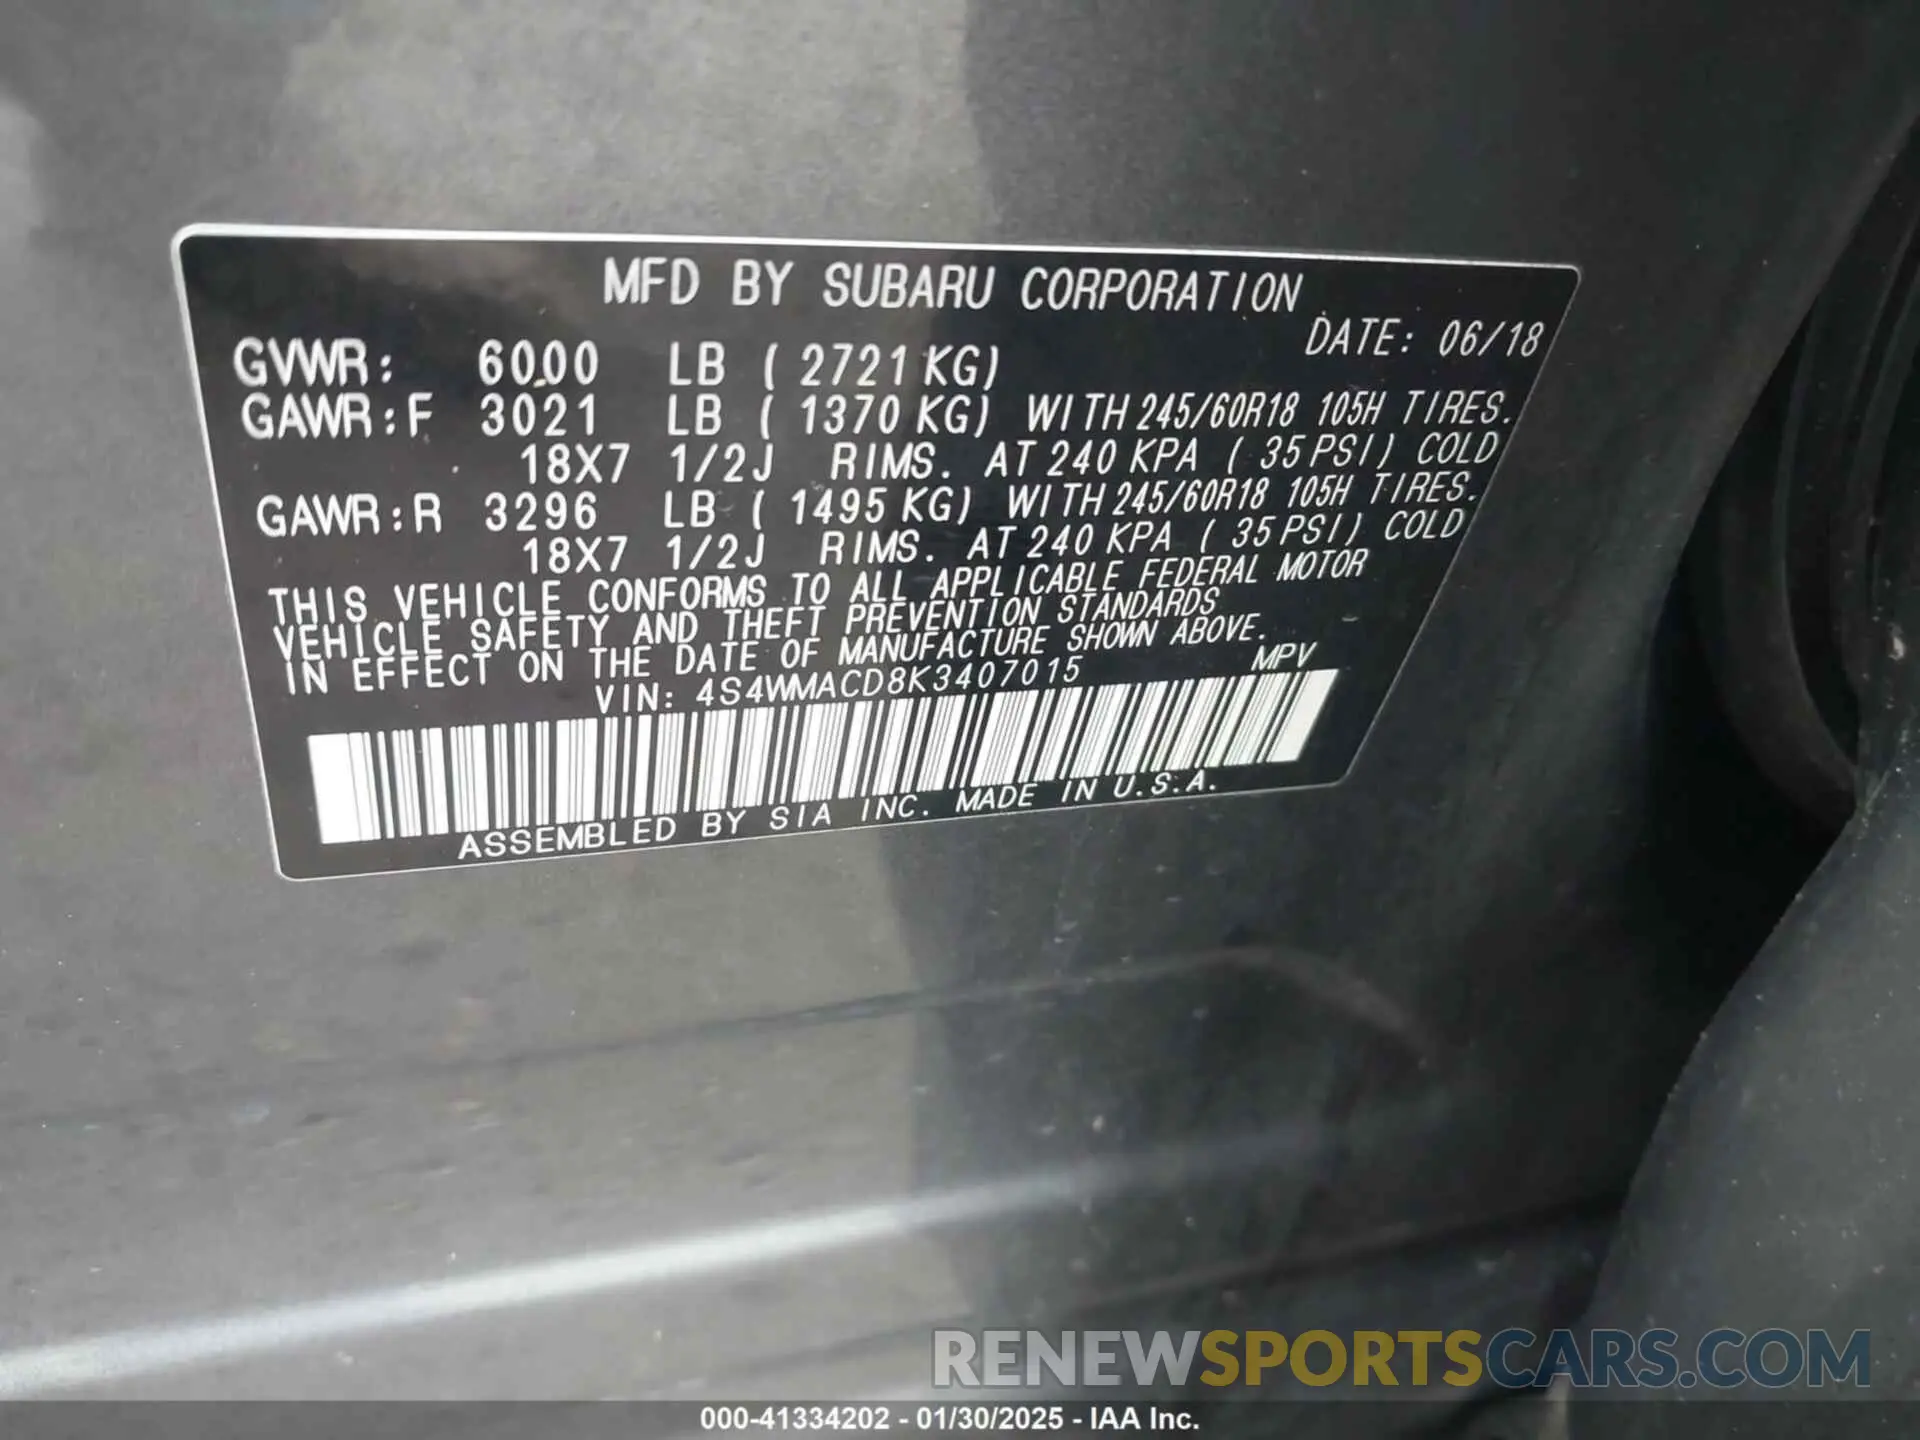 MFD BY SUBARU CORPORATION
DATE: 06/18
GVWR: 6000 LB ( 2721 KG)
GAWR:F 3021 LB ( 1370 KG) WITH 245/60R18 105H TIRES.
18X7 1/2J RIMS. AT 240 KPA ( 35 PSI) COLD
GAWR:R 3296 LB ( 1495 KG) WITH 245/60R18 105H TIRES.
18X7 1/2J RIMS. AT 240 KPA ( 35 PSI) COLD
THIS VEHICLE CONFORMS TO ALL APPLICABLE FEDERAL MOTOR
VEHICLE SAFETY AND THEFT PREVENTION STANDARDS
IN EFFECT ON THE DATE OF MANUFACTURE SHOWN ABOVE.
VIN: 4S4WMACD8K3407015 MPV
ASSEMBLED BY SIA INC. MADE IN U.S.A.
RENEWSPORTSCARS.COM
000-41334202 - 01/30/2025 - IAA Inc.